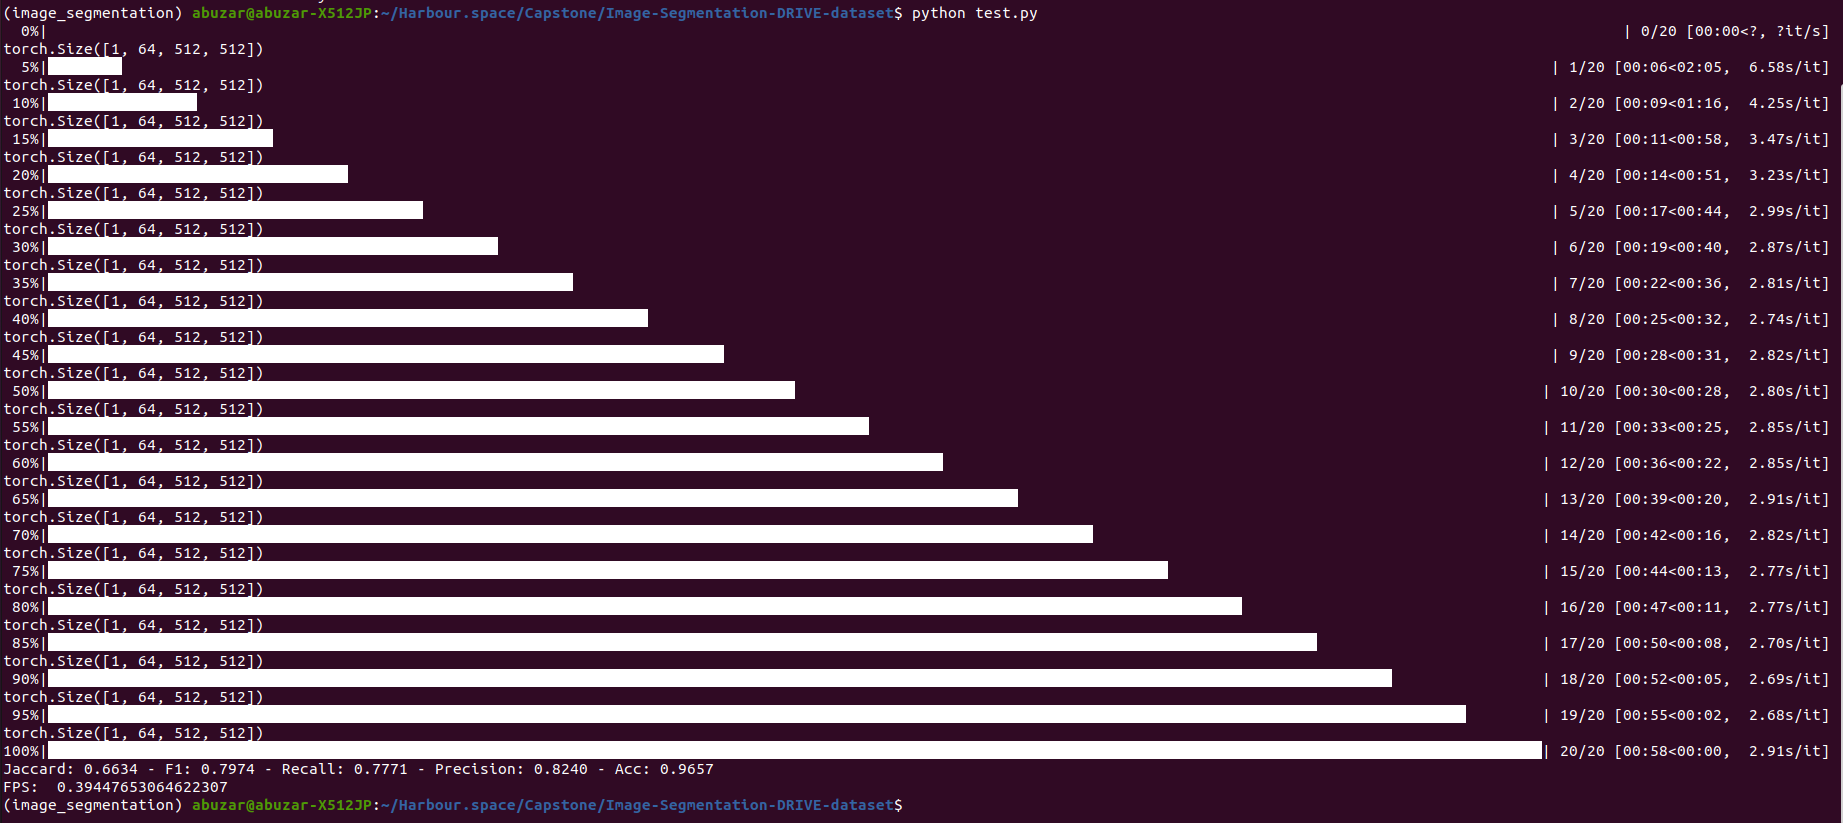 (image_segmentation) abuzar@abuzar-X512JP:~/Harbour.space/Capstone/Image-Segmentation-DRIVE-dataset$ python test.py
0%| | 0/20 [00:00<?, ?it/s]
torch.Size([1, 64, 512, 512])
5%| | 1/20 [00:06<02:05, 6.58s/it]
torch.Size([1, 64, 512, 512])
10%| | 2/20 [00:09<01:16, 4.25s/it]
torch.Size([1, 64, 512, 512])
15%| | 3/20 [00:11<00:58, 3.47s/it]
torch.Size([1, 64, 512, 512])
20%| | 4/20 [00:14<00:51, 3.23s/it]
torch.Size([1, 64, 512, 512])
25%| | 5/20 [00:17<00:44, 2.99s/it]
torch.Size([1, 64, 512, 512])
30%| | 6/20 [00:19<00:40, 2.87s/it]
torch.Size([1, 64, 512, 512])
35%| | 7/20 [00:22<00:36, 2.81s/it]
torch.Size([1, 64, 512, 512])
40%| | 8/20 [00:25<00:32, 2.74s/it]
torch.Size([1, 64, 512, 512])
45%| | 9/20 [00:28<00:31, 2.82s/it]
torch.Size([1, 64, 512, 512])
50%| | 10/20 [00:30<00:28, 2.80s/it]
torch.Size([1, 64, 512, 512])
55%| | 11/20 [00:33<00:25, 2.85s/it]
torch.Size([1, 64, 512, 512])
60%| | 12/20 [00:36<00:22, 2.85s/it]
torch.Size([1, 64, 512, 512])
65%| | 13/20 [00:39<00:20, 2.91s/it]
torch.Size([1, 64, 512, 512])
70%| | 14/20 [00:42<00:16, 2.82s/it]
torch.Size([1, 64, 512, 512])
75%| | 15/20 [00:44<00:13, 2.77s/it]
torch.Size([1, 64, 512, 512])
80%| | 16/20 [00:47<00:11, 2.77s/it]
torch.Size([1, 64, 512, 512])
85%| | 17/20 [00:50<00:08, 2.70s/it]
torch.Size([1, 64, 512, 512])
90%| | 18/20 [00:52<00:05, 2.69s/it]
torch.Size([1, 64, 512, 512])
95%| | 19/20 [00:55<00:02, 2.68s/it]
torch.Size([1, 64, 512, 512])
100%| | 20/20 [00:58<00:00, 2.91s/it]
Jaccard: 0.6634 - F1: 0.7974 - Recall: 0.7771 - Precision: 0.8240 - Acc: 0.9657
FPS: 0.39447653064622307
(image_segmentation) abuzar@abuzar-X512JP:~/Harbour.space/Capstone/Image-Segmentation-DRIVE-dataset$